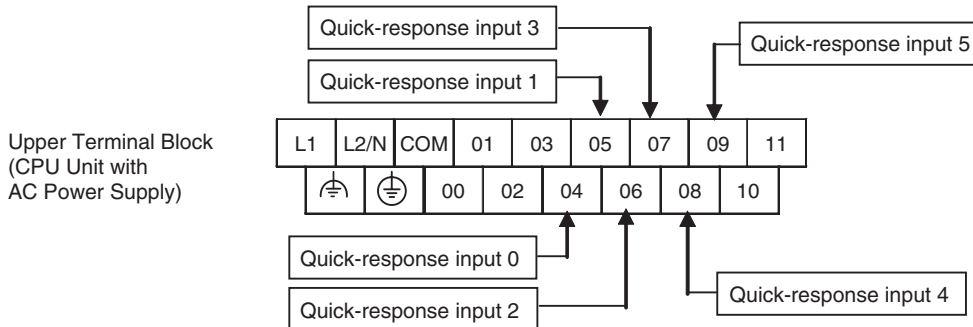 Quick-response input 3
Quick-response input 5
Quick-response input 1
Upper Terminal Block
(CPU Unit with
AC Power Supply)
L1 L2/N COM 01 03 05 07 09 11
00 02 04 06 08 10
Quick-response input 0
Quick-response input 2
Quick-response input 4